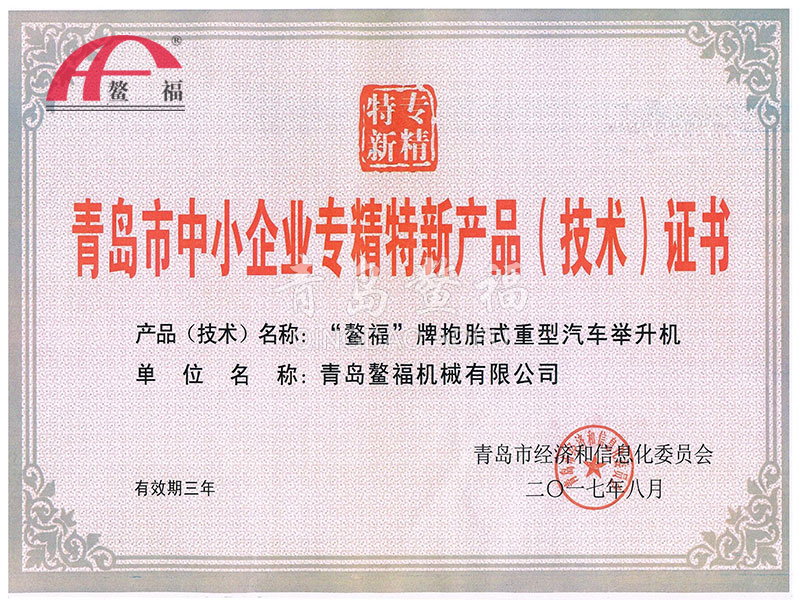 鳌福®
特专
新精
青岛市中小企业专精特新产品（技术）证书
青岛鳌福
产品（技术）名称：“鳌福”牌抱胎式重型汽车举升机
单 位 名 称：青岛鳌福机械有限公司
青岛市经济和信息化委员会
二〇一七年八月
有效期三年